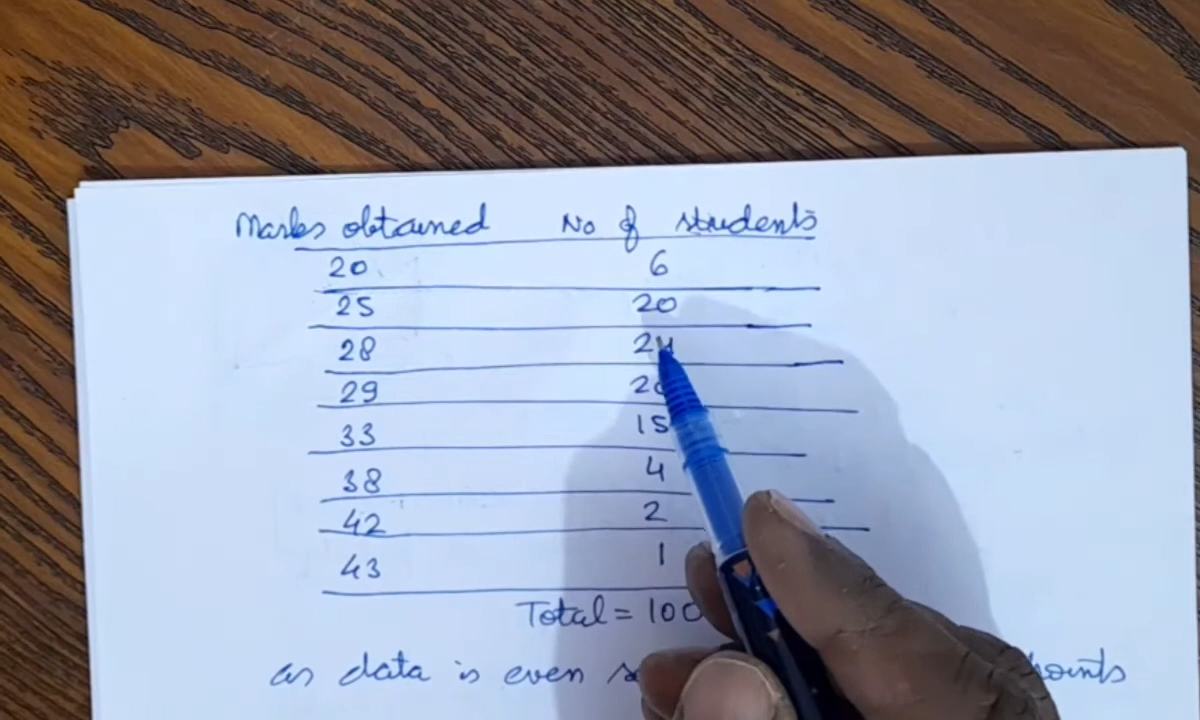 Marks obtained No of students
20 6
25 20
28 24
29
33 15
38 4
42 2
43 1
Total = 100
as data is even points